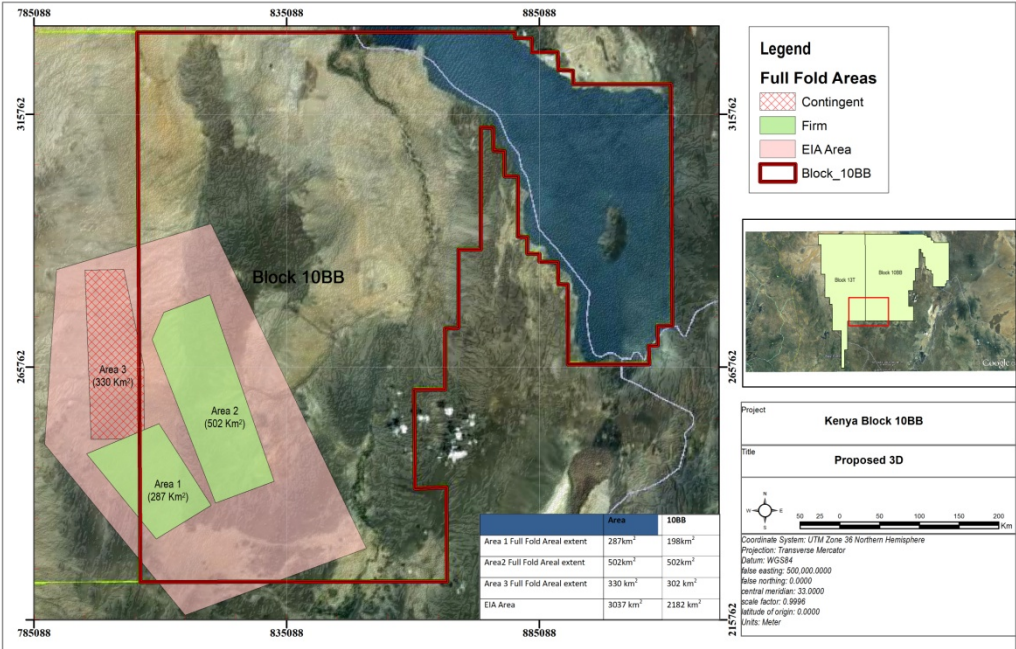 785088
835088
885088
315762
315762
265762
265762
215762
785088
835088
885088
Block 10BB
Area 3
(330 Km²)
Area 2
(502 Km²)
Area 1
(287 Km²)
Area 10BB
Area 1 Full Fold Areal extent 287km² 198km²
Area2 Full Fold Areal extent 502km² 502km²
Area 3 Full Fold Areal extent 330 km² 302 km²
EIA Area 3037 km² 2182 km²
Legend
Full Fold Areas
Contingent
Firm
EIA Area
Block_10BB
Block 13T
Block 10BB
Google
Project
Kenya Block 10BB
Title
Proposed 3D
N
W E
S
50 25 0 50 100 150 200
Km
Coordinate System: UTM Zone 36 Northern Hemisphere
Projection: Transverse Mercator
Datum: WGS84
false easting: 500,000.0000
false northing: 0.0000
central meridian: 33.0000
scale factor: 0.9996
latitude of origin: 0.0000
Units: Meter